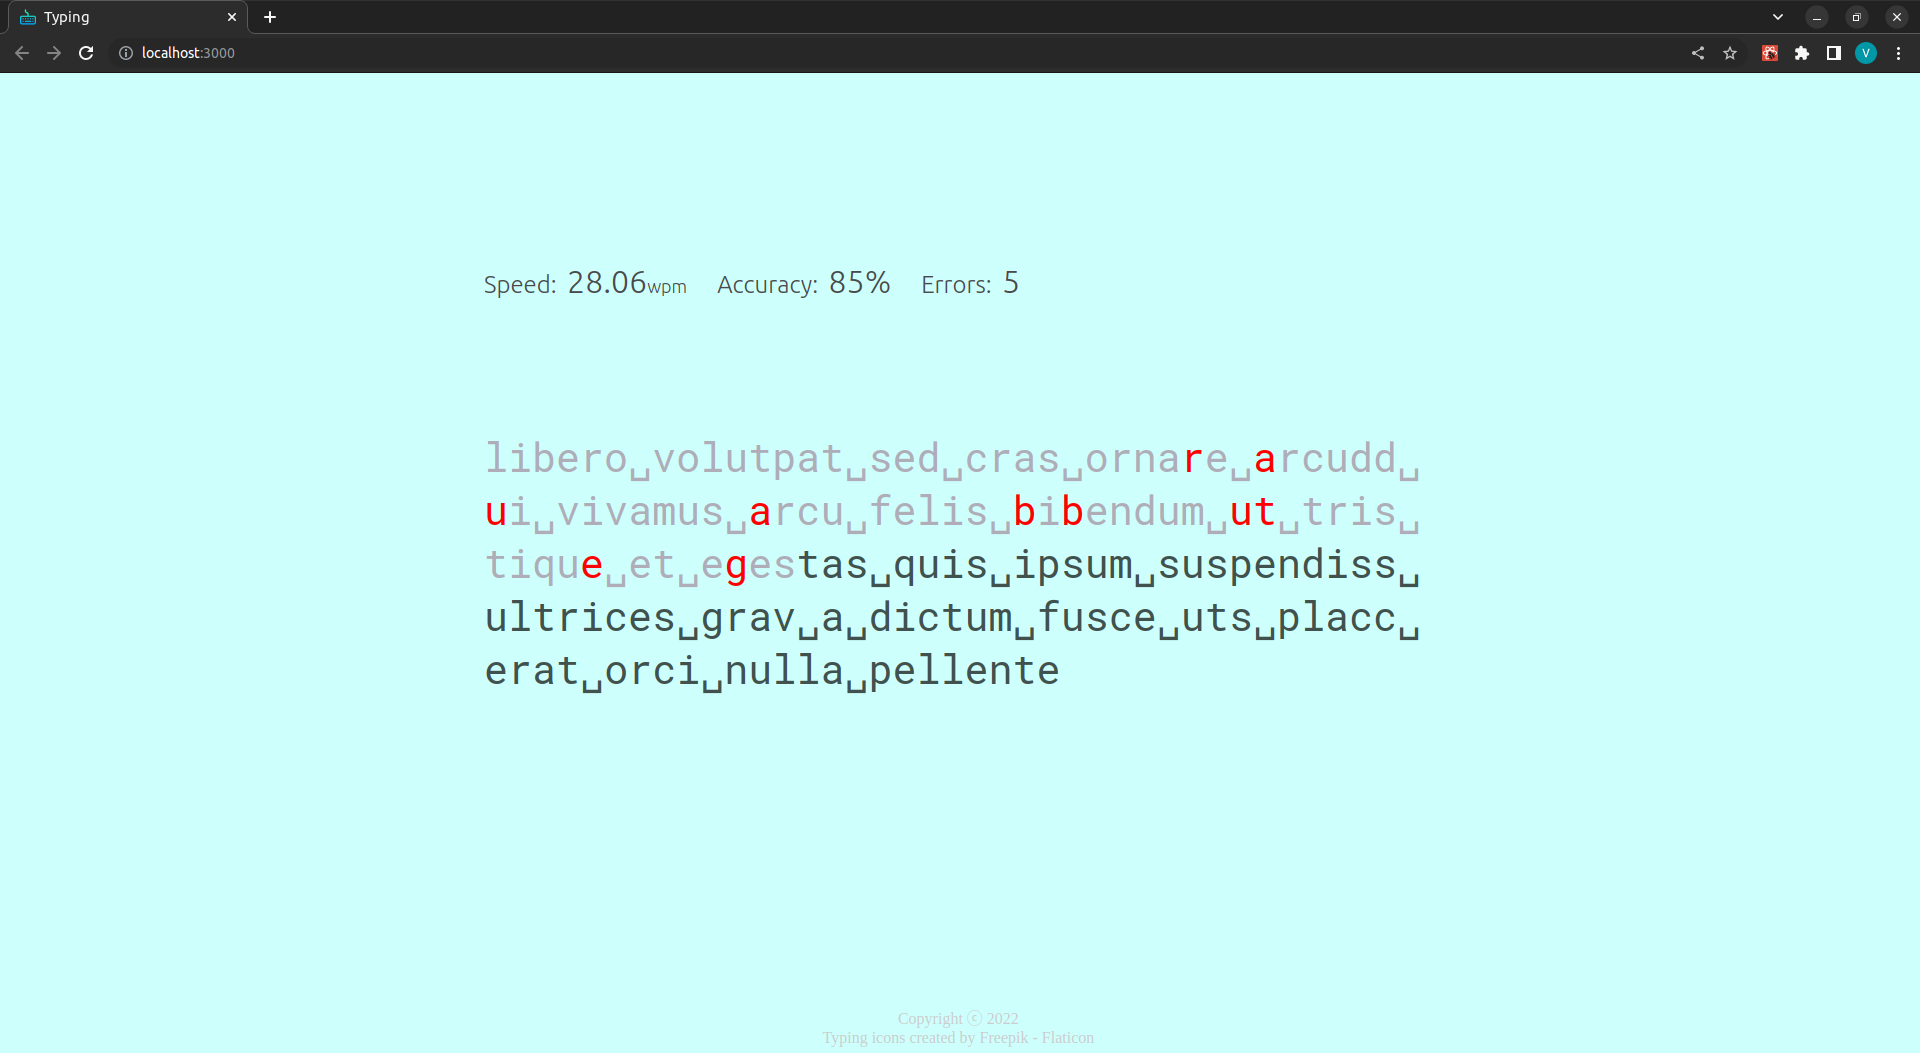 Typing
localhost:3000
V
Speed: 28.06wpm Accuracy: 85% Errors: 5
libero␣volutpat␣sed␣cras␣ornare␣arcudd␣
ui␣vivamus␣arcu␣felis␣bibendum␣ut␣tris␣
tique␣et␣egestas␣quis␣ipsum␣suspendiss␣
ultrices␣grav␣a␣dictum␣fusce␣uts␣placc␣
erat␣orci␣nulla␣pellente
Copyright ⓒ 2022
Typing icons created by Freepik - Flaticon